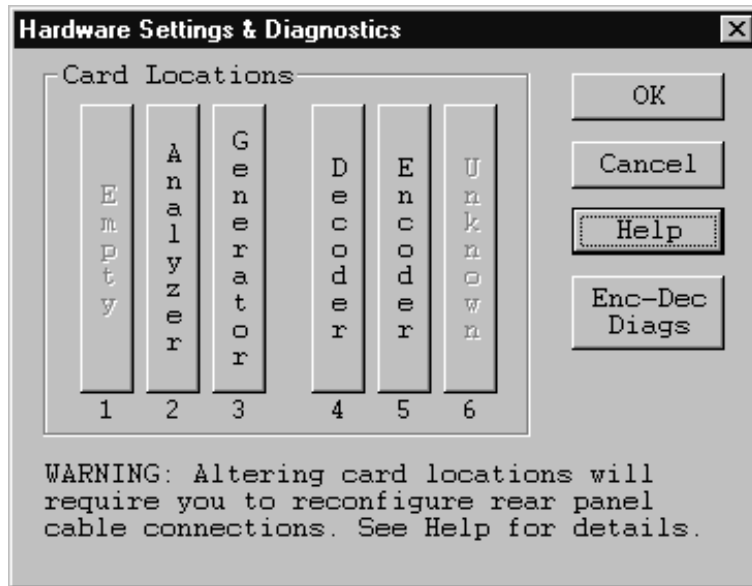 Hardware Settings & Diagnostics
Card Locations
Empty
Analyzer
Generator
Decoder
Encoder
Unknown
1 2 3 4 5 6
OK
Cancel
Help
Enc-Dec
Diags
WARNING: Altering card locations will
require you to reconfigure rear panel
cable connections. See Help for details.